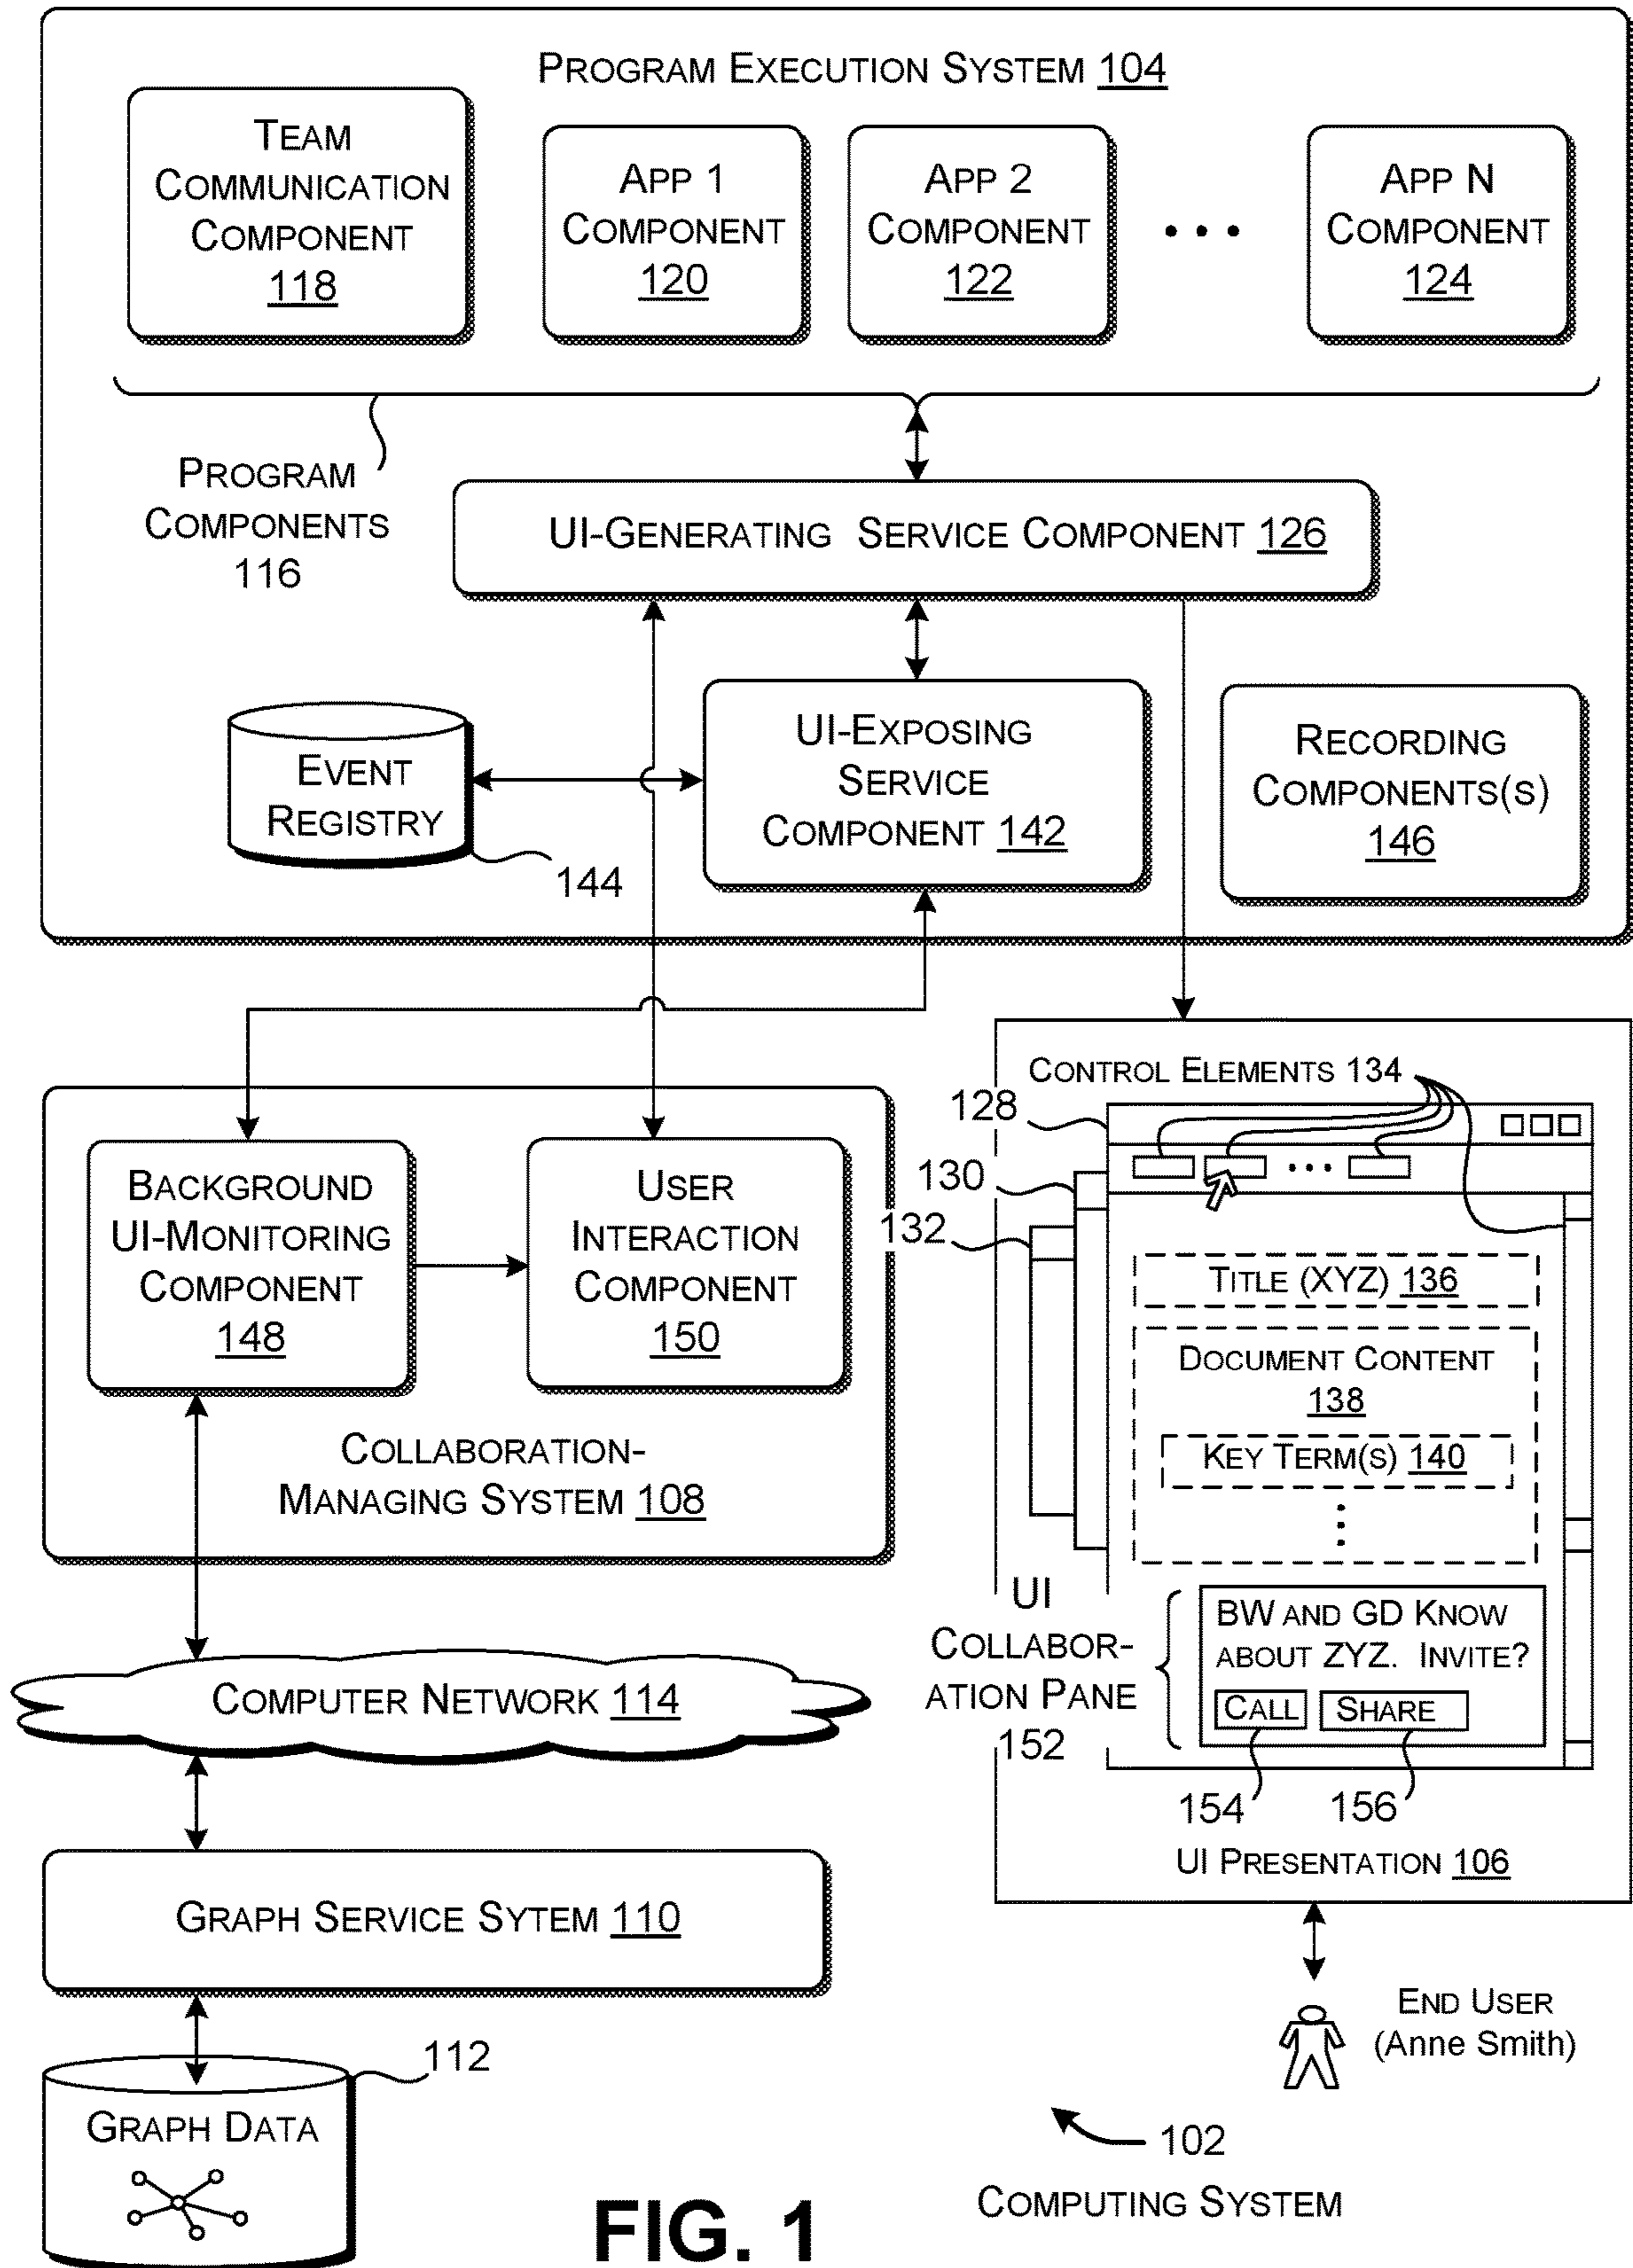 PROGRAM EXECUTION SYSTEM 104
TEAM
COMMUNICATION
COMPONENT
118
APP 1
COMPONENT
120
APP 2
COMPONENT
122
• • •
APP N
COMPONENT
124
PROGRAM
COMPONENTS
116
UI-GENERATING SERVICE COMPONENT 126
EVENT
REGISTRY
144
UI-EXPOSING
SERVICE
COMPONENT 142
RECORDING
COMPONENTS(S)
146
BACKGROUND
UI-MONITORING
COMPONENT
148
USER
INTERACTION
COMPONENT
150
COLLABORATION-
MANAGING SYSTEM 108
CONTROL ELEMENTS 134
128
130
132
TITLE (XYZ) 136
DOCUMENT CONTENT
138
KEY TERM(S) 140
UI
COLLABOR-
ATION PANE
152
BW AND GD KNOW
ABOUT ZYZ. INVITE?
CALL
SHARE
154
156
UI PRESENTATION 106
COMPUTER NETWORK 114
GRAPH SERVICE SYTEM 110
112
GRAPH DATA
END USER
(Anne Smith)
102
COMPUTING SYSTEM
FIG. 1